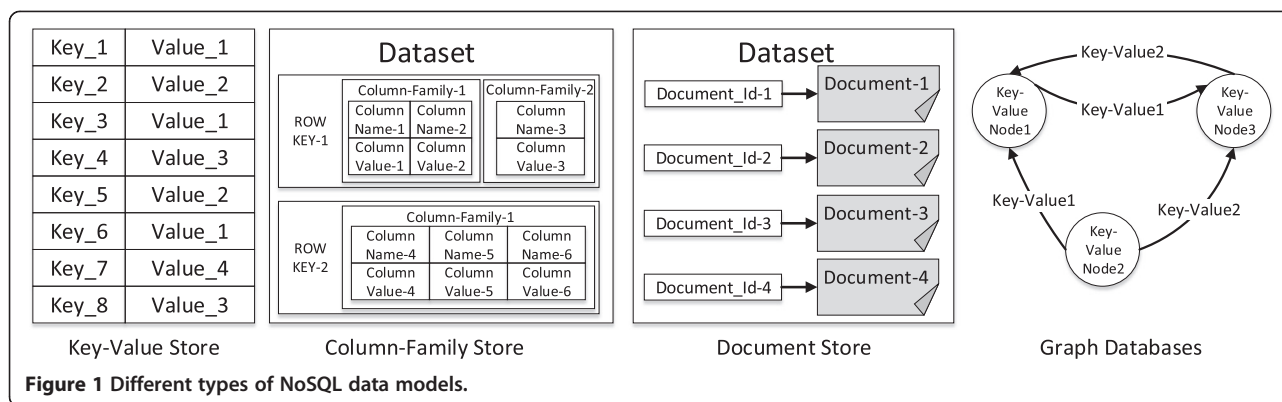 Key_1 Value_1
Key_2 Value_2
Key_3 Value_1
Key_4 Value_3
Key_5 Value_2
Key_6 Value_1
Key_7 Value_4
Key_8 Value_3
Key-Value Store
Dataset
ROW
KEY-1
Column-Family-1
Column
Name-1
Column
Name-2
Column
Value-1
Column
Value-2
Column-Family-2
Column
Name-3
Column
Value-3
ROW
KEY-2
Column-Family-1
Column
Name-4
Column
Name-5
Column
Name-6
Column
Value-4
Column
Value-5
Column
Value-6
Column-Family Store
Dataset
Document_Id-1
Document-1
Document_Id-2
Document-2
Document_Id-3
Document-3
Document_Id-4
Document-4
Document Store
Key-Value2
Key-
Value
Node1
Key-Value1
Key-
Value
Node3
Key-Value1
Key-Value2
Key-
Value
Node2
Graph Databases
Figure 1 Different types of NoSQL data models.